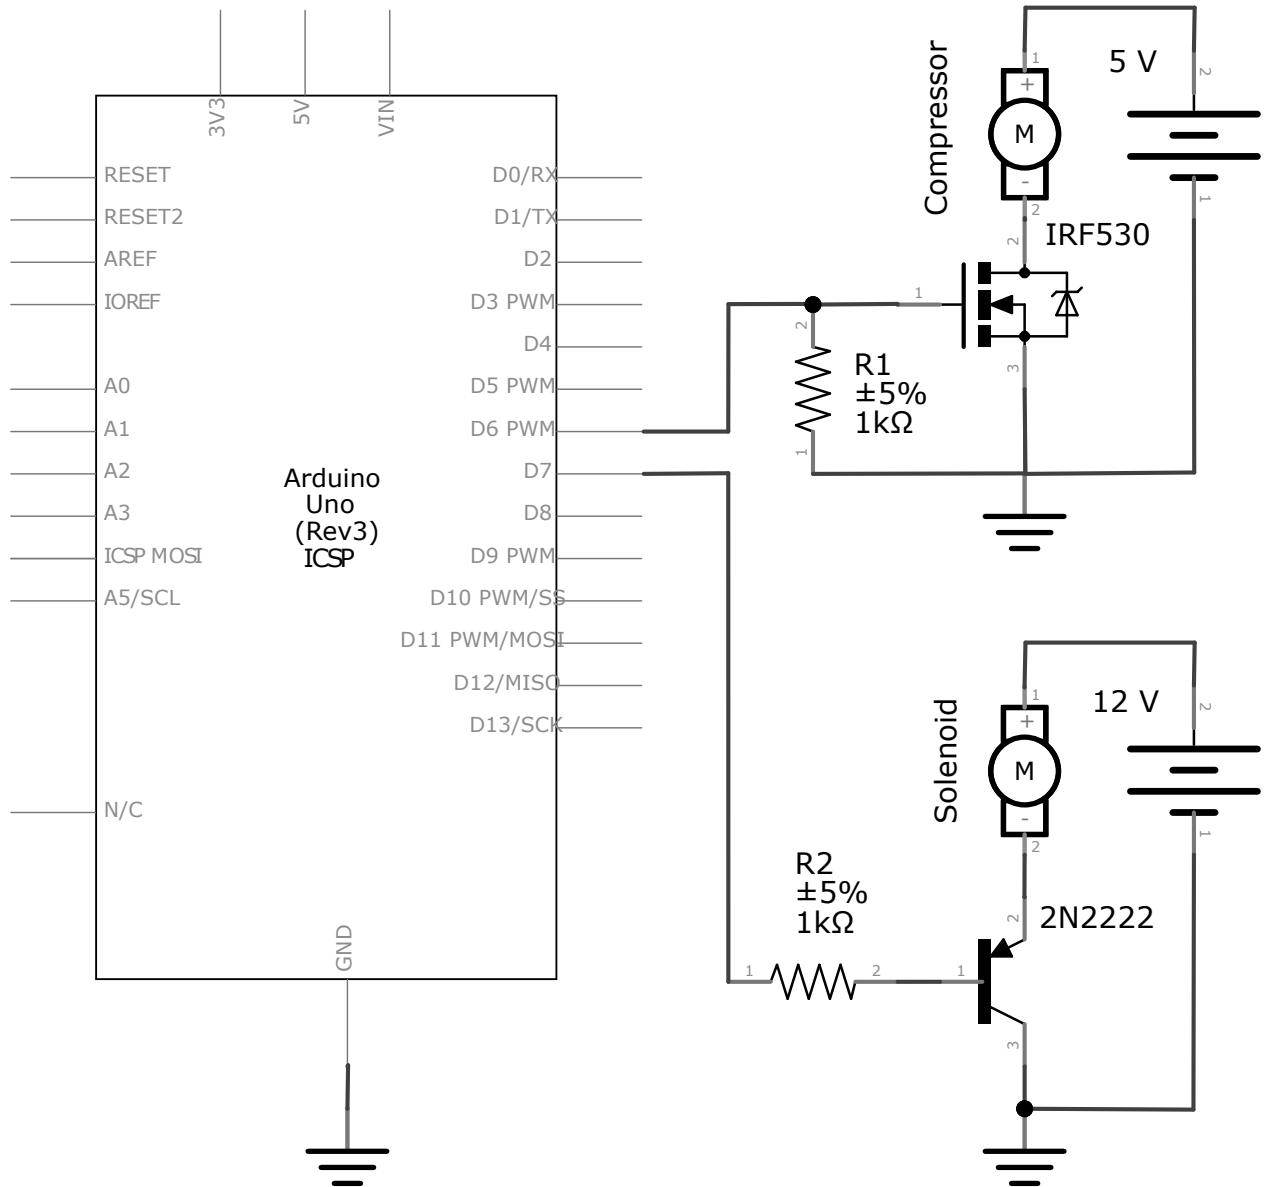 3V3
5V
VIN
RESET
RESET2
AREF
IOREF
A0
A1
A2
A3
ICSP MOSI
A5/SCL
N/C
D0/RX
D1/TX
D2
D3 PWM
D4
D5 PWM
D6 PWM
D7
D8
D9 PWM
D10 PWM/SS
D11 PWM/MOSI
D12/MISO
D13/SCK
Arduino
Uno
(Rev3)
ICSP
GND
Compressor
1
+
M
-
2
5 V
2
1
IRF530
2
1
3
2
R1
±5%
1kΩ
1
Solenoid
1
+
M
-
2
12 V
2
1
R2
±5%
1kΩ
1
2
1
2
2N2222
3